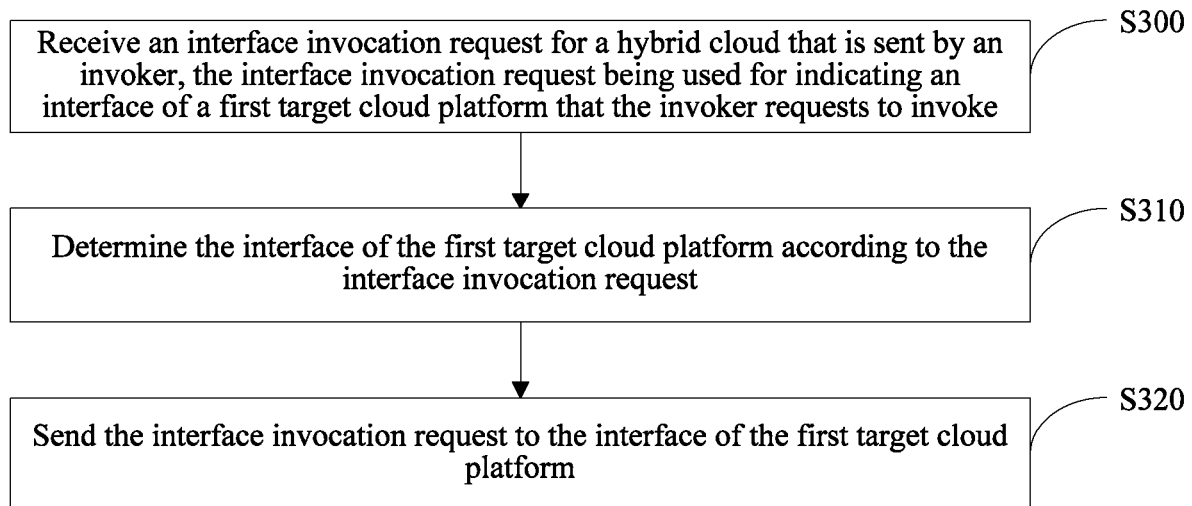 S300
Receive an interface invocation request for a hybrid cloud that is sent by an
invoker, the interface invocation request being used for indicating an
interface of a first target cloud platform that the invoker requests to invoke
S310
Determine the interface of the first target cloud platform according to the
interface invocation request
S320
Send the interface invocation request to the interface of the first target cloud
platform